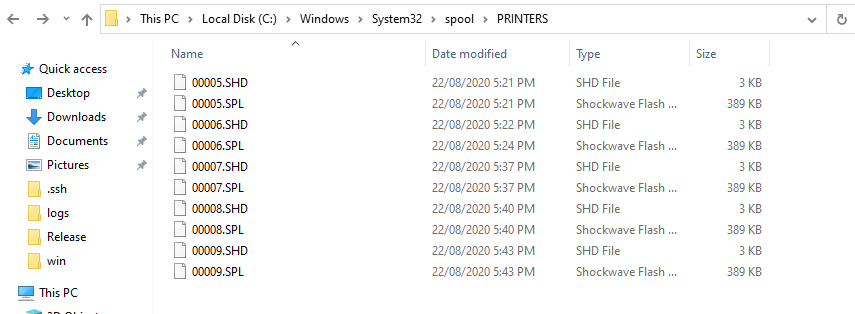 This PC > Local Disk (C:) > Windows > System32 > spool > PRINTERS
Name Date modified Type Size
Quick access
Desktop
Downloads
Documents
Pictures
.ssh
logs
Release
win
This PC
00005.SHD 22/08/2020 5:21 PM SHD File 3 KB
00005.SPL 22/08/2020 5:21 PM Shockwave Flash ... 389 KB
00006.SHD 22/08/2020 5:22 PM SHD File 3 KB
00006.SPL 22/08/2020 5:24 PM Shockwave Flash ... 389 KB
00007.SHD 22/08/2020 5:37 PM SHD File 3 KB
00007.SPL 22/08/2020 5:37 PM Shockwave Flash ... 389 KB
00008.SHD 22/08/2020 5:40 PM SHD File 3 KB
00008.SPL 22/08/2020 5:40 PM Shockwave Flash ... 389 KB
00009.SHD 22/08/2020 5:43 PM SHD File 3 KB
00009.SPL 22/08/2020 5:43 PM Shockwave Flash ... 389 KB